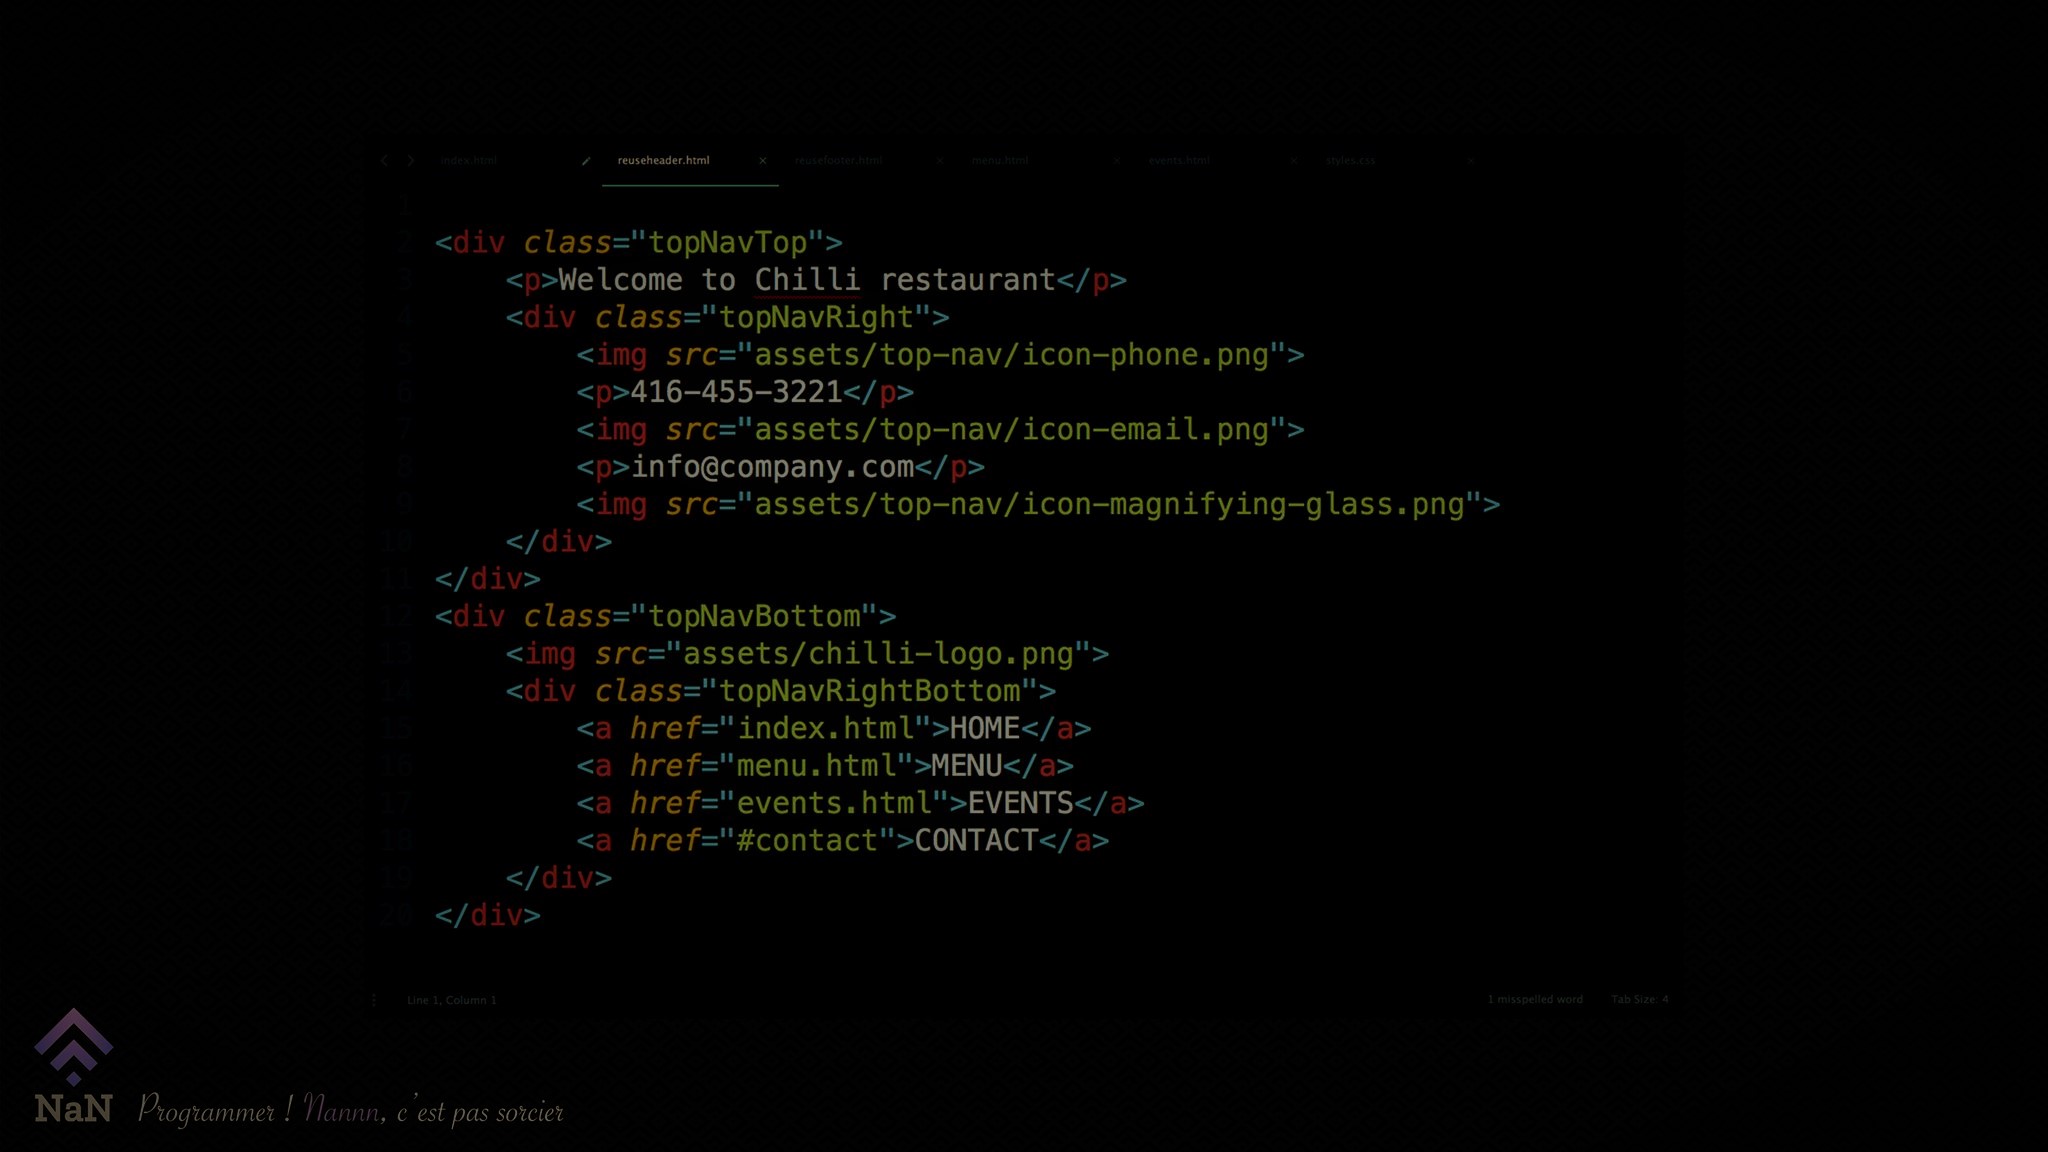 index.html reuseheader.html reusefooter.html menu.html events.html styles.css
1
2 <div class="topNavTop">
3     <p>Welcome to Chilli restaurant</p>
4     <div class="topNavRight">
5         <img src="assets/top-nav/icon-phone.png">
6         <p>416-455-3221</p>
7         <img src="assets/top-nav/icon-email.png">
8         <p>info@company.com</p>
9         <img src="assets/top-nav/icon-magnifying-glass.png">
10     </div>
11 </div>
12 <div class="topNavBottom">
13     <img src="assets/chilli-logo.png">
14     <div class="topNavRightBottom">
15         <a href="index.html">HOME</a>
16         <a href="menu.html">MENU</a>
17         <a href="events.html">EVENTS</a>
18         <a href="#contact">CONTACT</a>
19     </div>
20 </div>
Line 1, Column 1 1 misspelled word Tab Size: 4
NaN Programmer ! Nannn, c'est pas sorcier